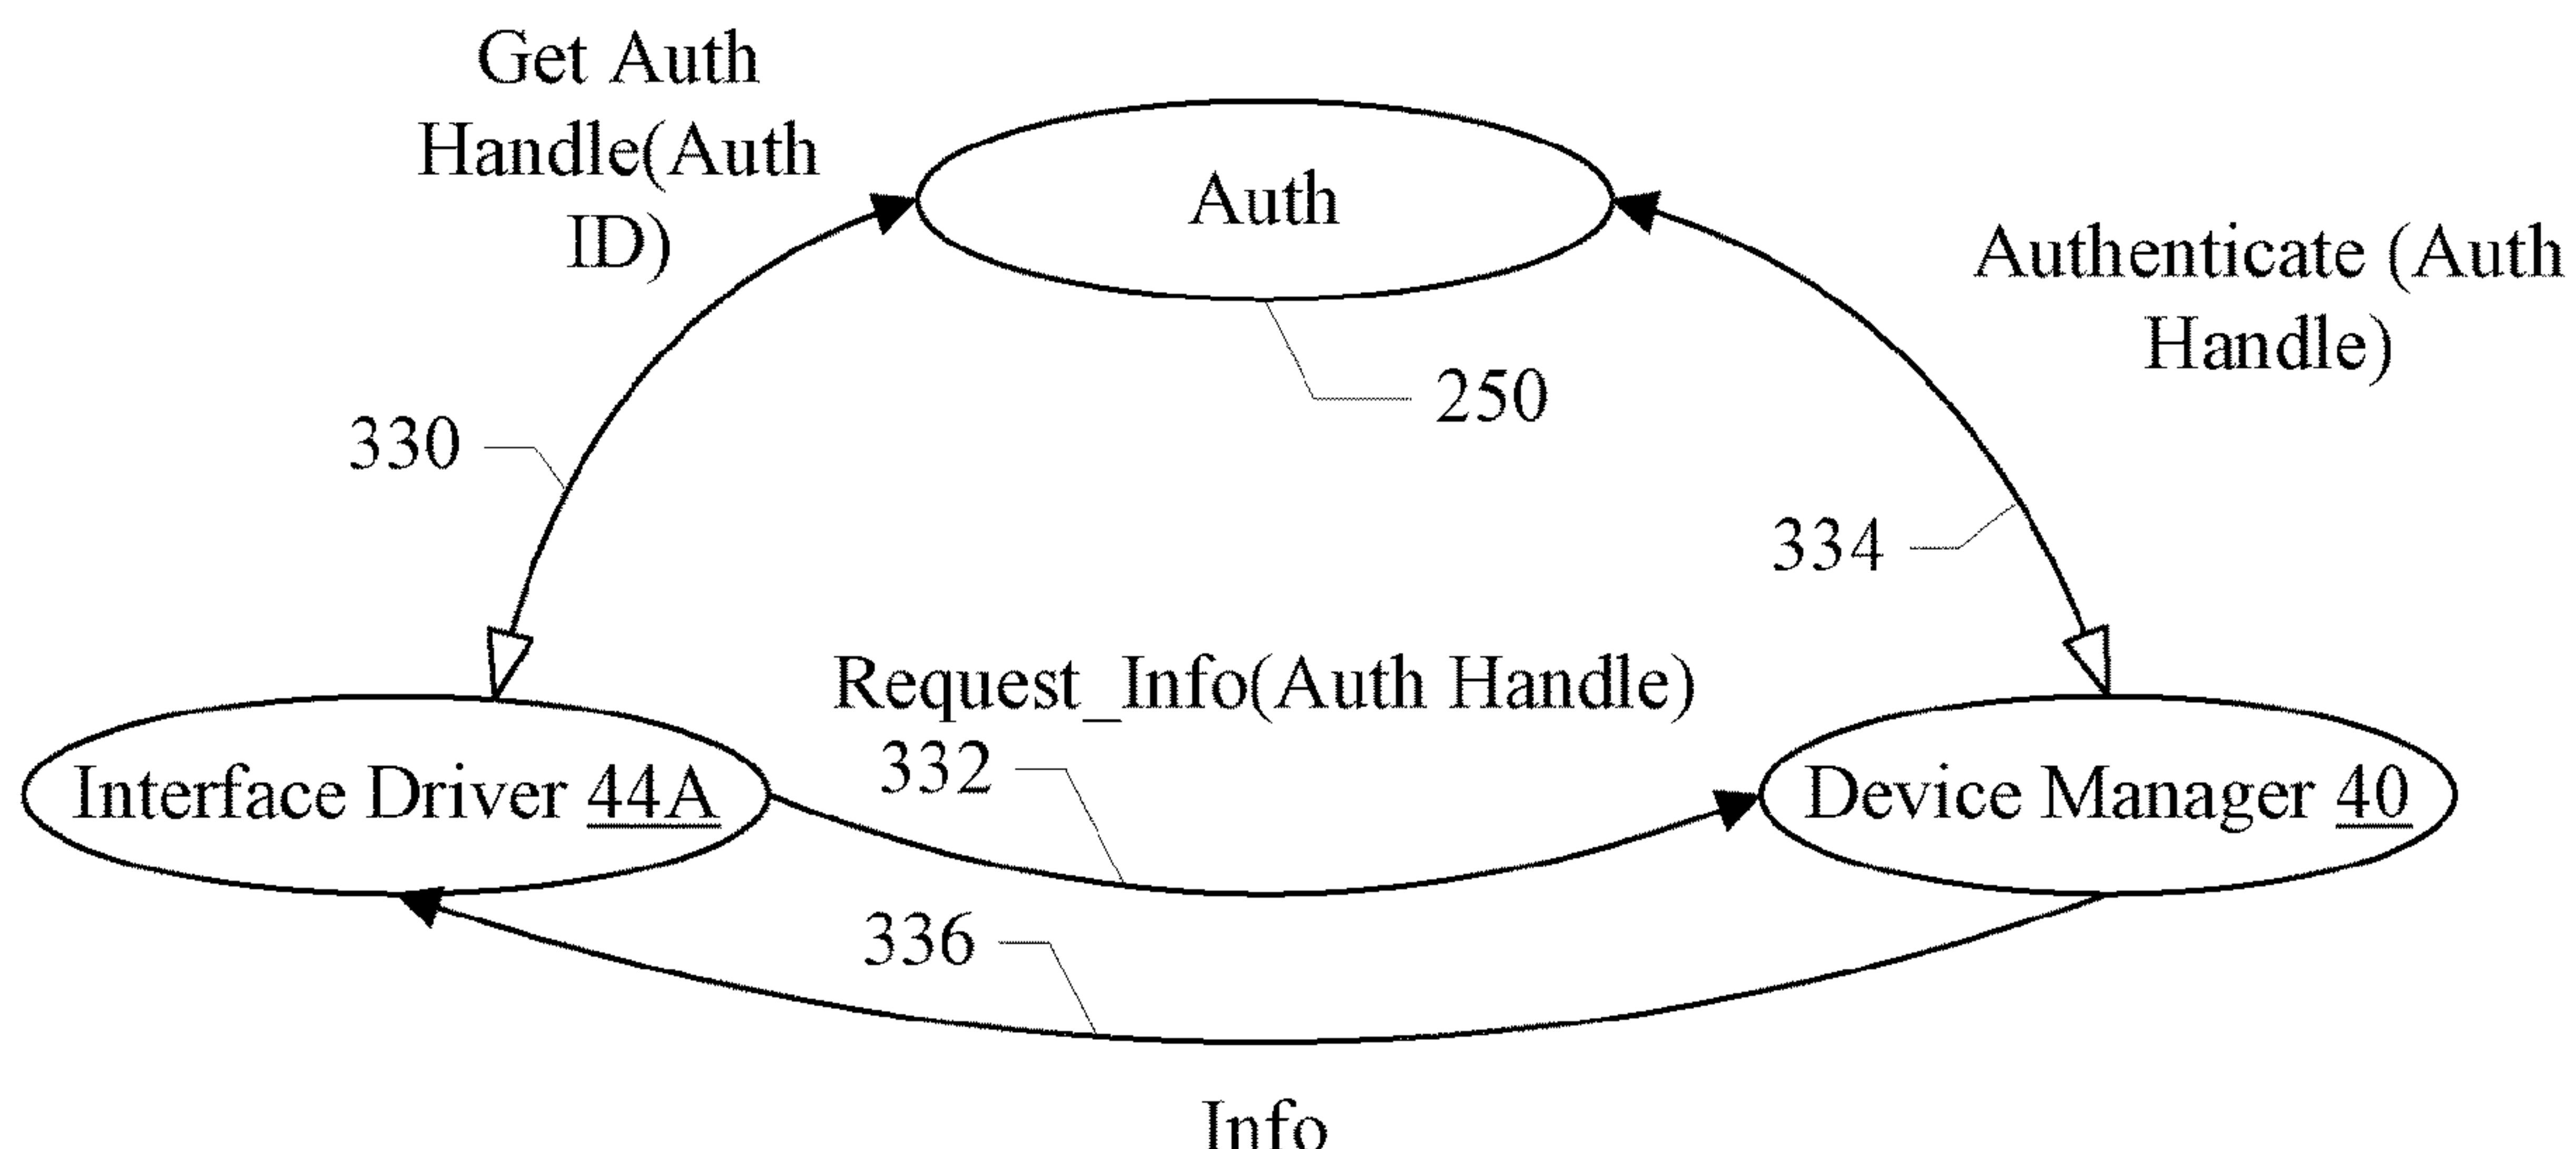 Get Auth
Handle(Auth
ID)
Auth
Authenticate (Auth
Handle)
250
330
334
Request_Info(Auth Handle)
332
Interface Driver 44A
Device Manager 40
336
Info